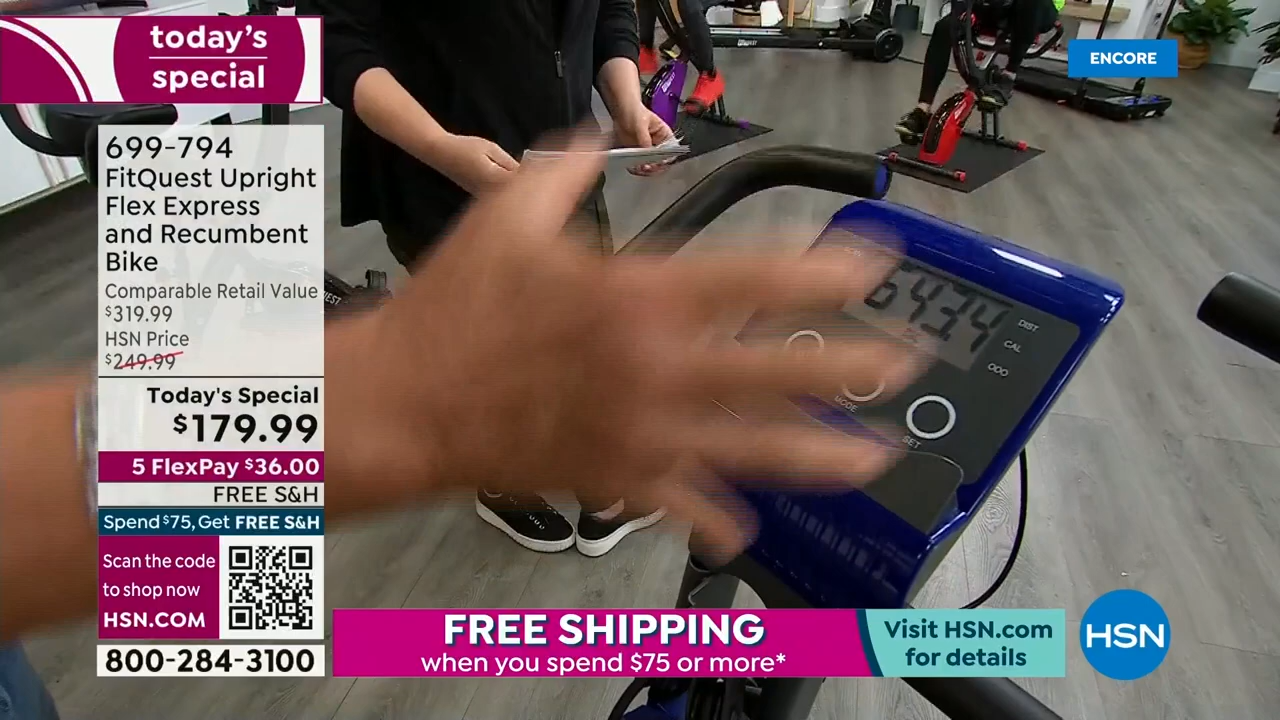 today's
special
ENCORE
699-794
FitQuest Upright
Flex Express
and Recumbent
Bike
Comparable Retail Value
$319.99
HSN Price
$249.99
Today's Special
$179.99
5 FlexPay $36.00
FREE S&H
Spend $75, Get FREE S&H
Scan the code
to shop now
HSN.COM
800-284-3100
FREE SHIPPING
when you spend $75 or more*
Visit HSN.com
for details
HSN
DIST
CAL
ODO
MODE
SET